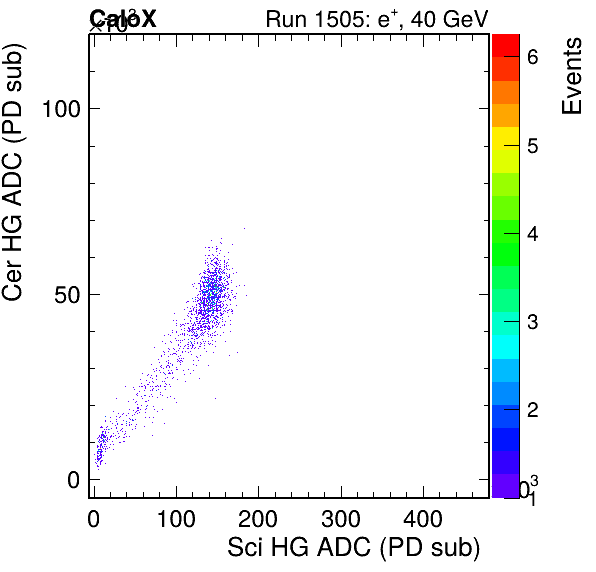 CaloX Run 1505: e⁺, 40 GeV
×10³
Cer HG ADC (PD sub)
100
50
0
0 100 200 300 400
Sci HG ADC (PD sub)
Events
6
5
4
3
2
1